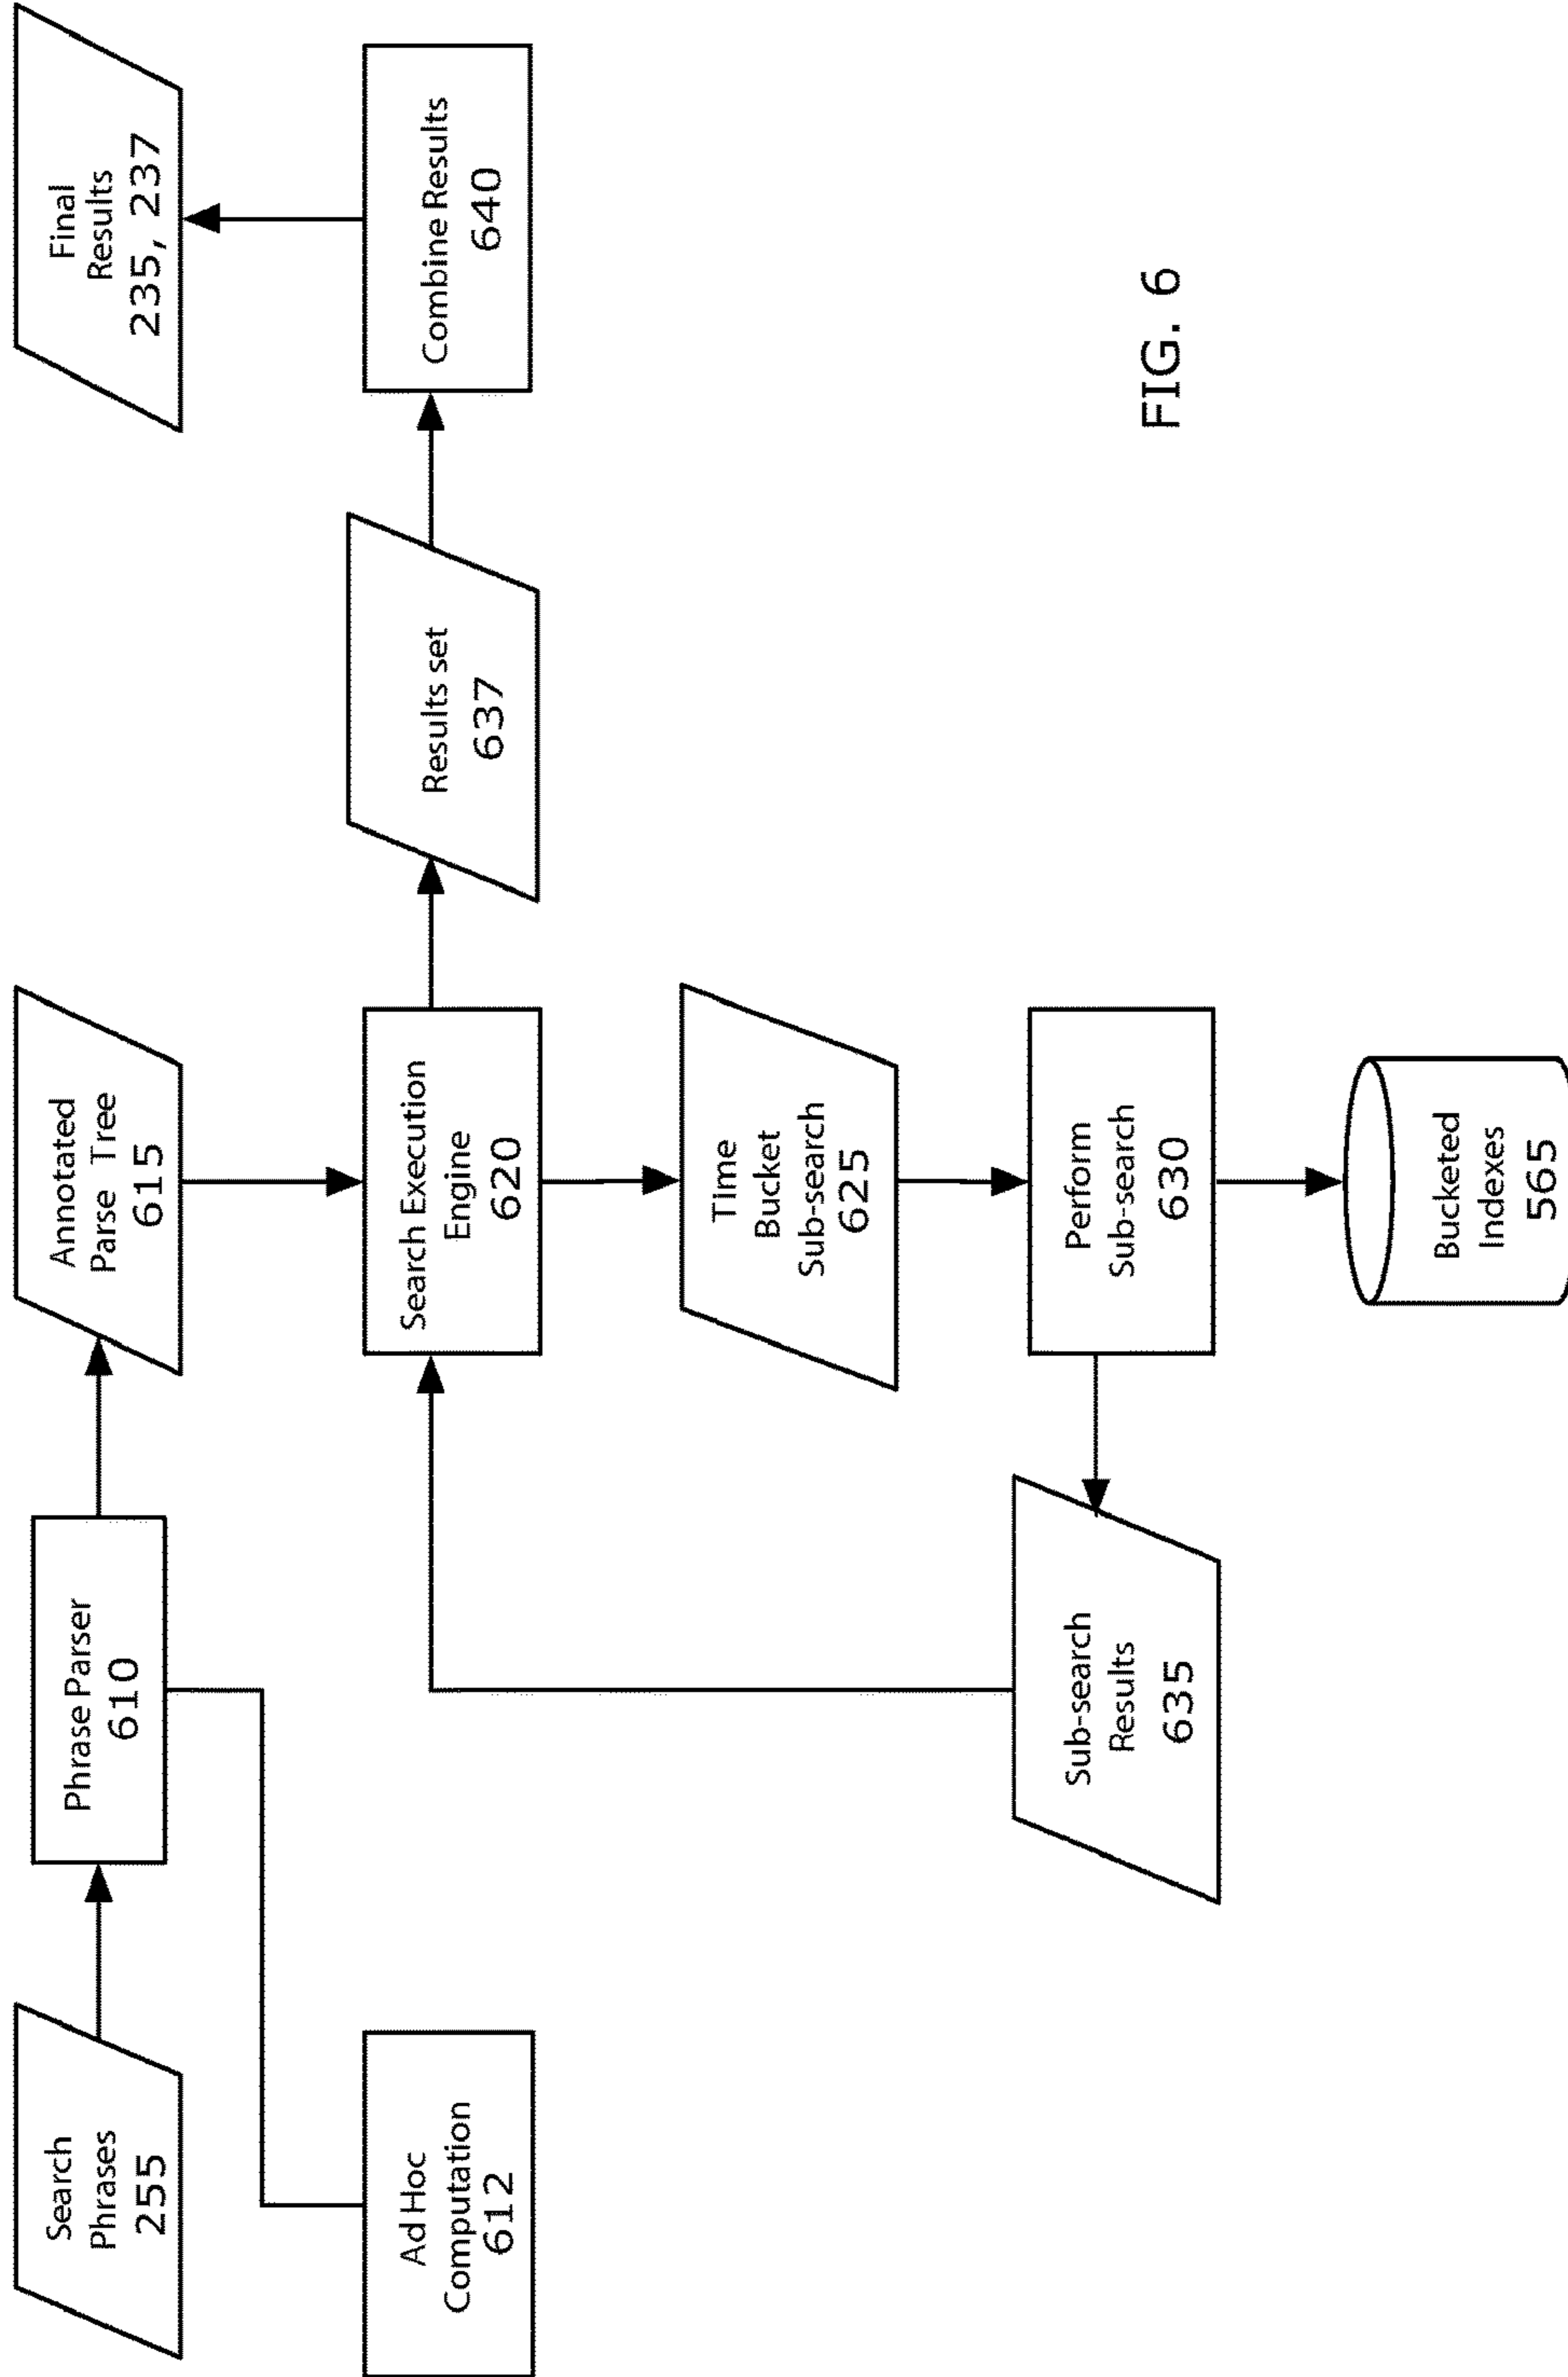 Search
Phrases
255
Phrase Parser
610
Annotated
Parse Tree
615
Final
Results
235, 237
Ad Hoc
Computation
612
Search Execution
Engine
620
Results set
637
Combine Results
640
Time
Bucket
Sub-search
625
Sub-search
Results
635
Perform
Sub-search
630
Bucketed
Indexes
565
FIG. 6